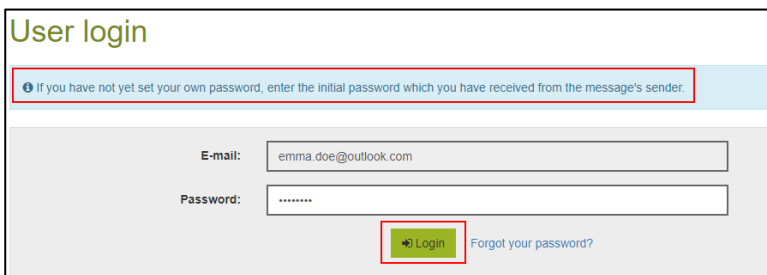 User login
If you have not yet set your own password, enter the initial password which you have received from the message's sender.
E-mail: emma.doe@outlook.com
Password: ••••••••
Login Forgot your password?